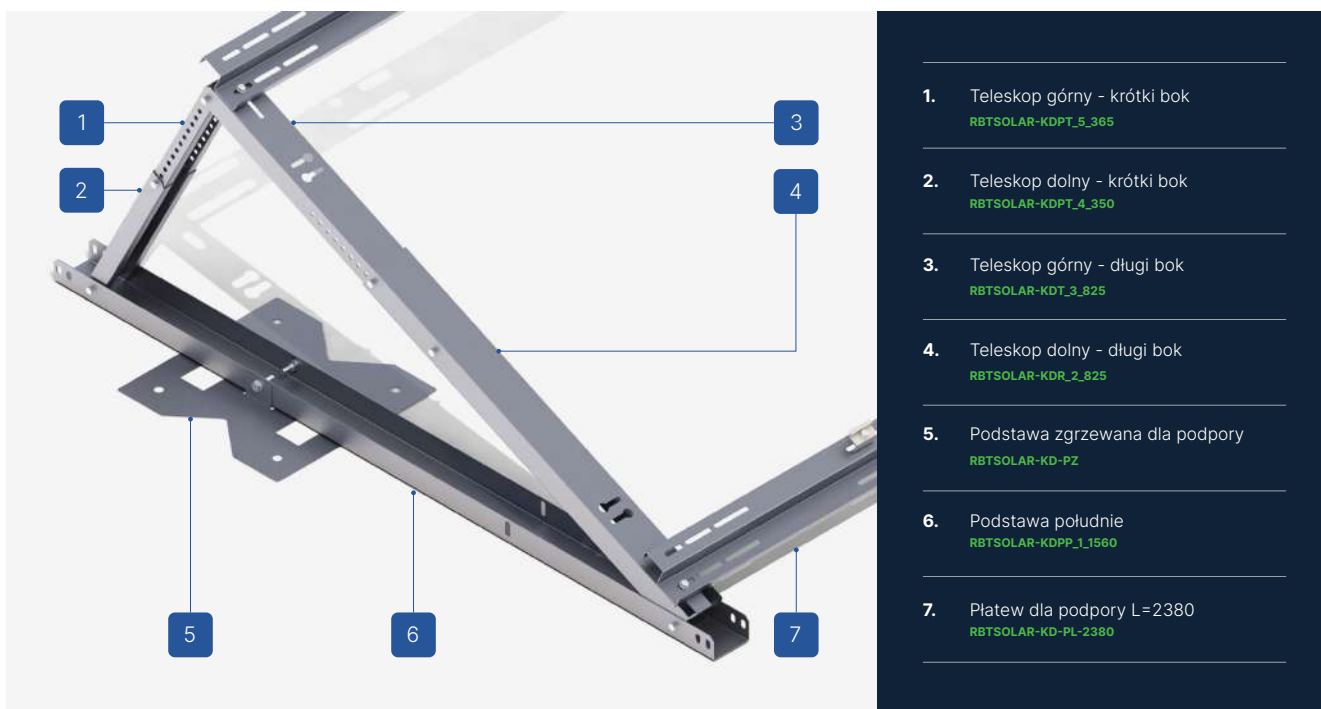 1
2
3
4
5
6
7
1. Teleskop górny - krótki bok
RBTSOLAR-KDPT_5_365
2. Teleskop dolny - krótki bok
RBTSOLAR-KDPT_4_350
3. Teleskop górny - długi bok
RBTSOLAR-KDT_3_825
4. Teleskop dolny - długi bok
RBTSOLAR-KDR_2_825
5. Podstawa zgrzewana dla podpory
RBTSOLAR-KD-PZ
6. Podstawa południe
RBTSOLAR-KDPP_1_1560
7. Płatew dla podpory L=2380
RBTSOLAR-KD-PL-2380